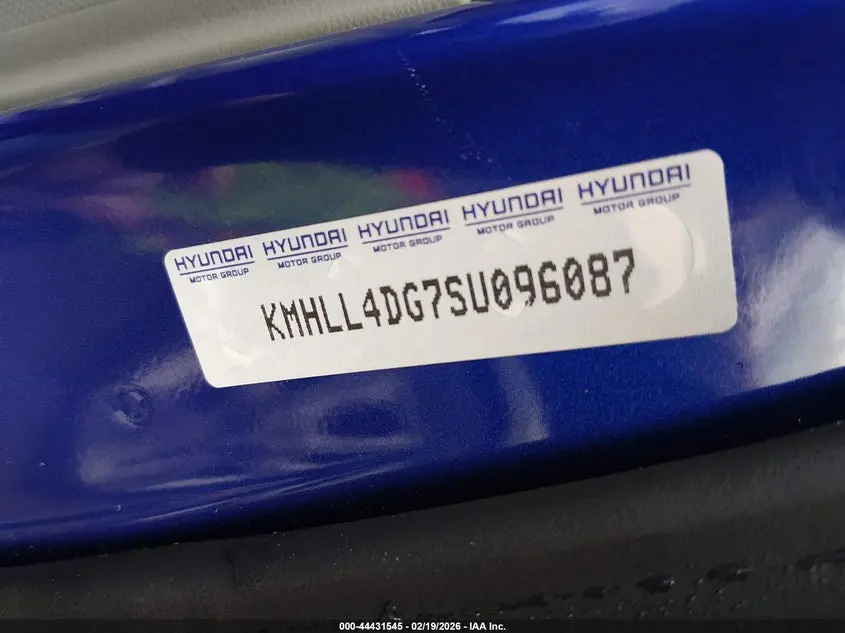 HYUNDAI HYUNDAI HYUNDAI HYUNDAI HYUNDAI
MOTOR GROUP MOTOR GROUP MOTOR GROUP MOTOR GROUP MOTOR GROUP
KMHLL4DG7SU096087
000-44431545 - 02/19/2026 - IAA Inc.